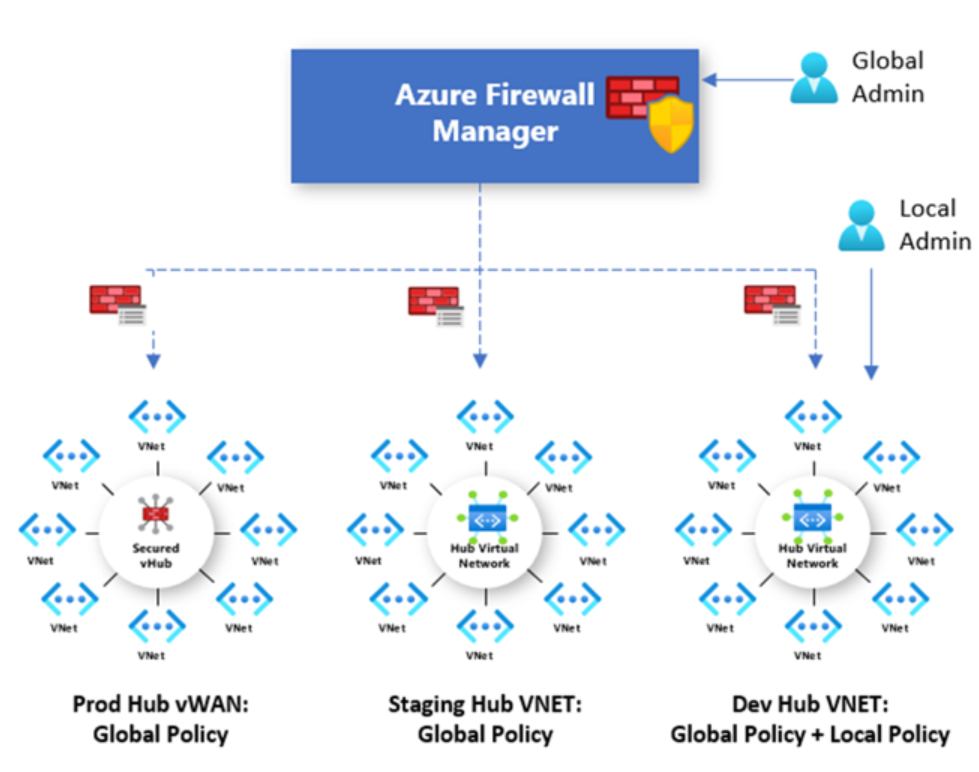 Azure Firewall
Manager
Global
Admin
Local
Admin
VNet
VNet
VNet
VNet
VNet
VNet
VNet
VNet
Secured
vHub
VNet
VNet
VNet
VNet
VNet
VNet
VNet
VNet
Hub Virtual
Network
VNet
VNet
VNet
VNet
VNet
VNet
VNet
VNet
Hub Virtual
Network
Prod Hub vWAN:
Global Policy
Staging Hub VNET:
Global Policy
Dev Hub VNET:
Global Policy + Local Policy